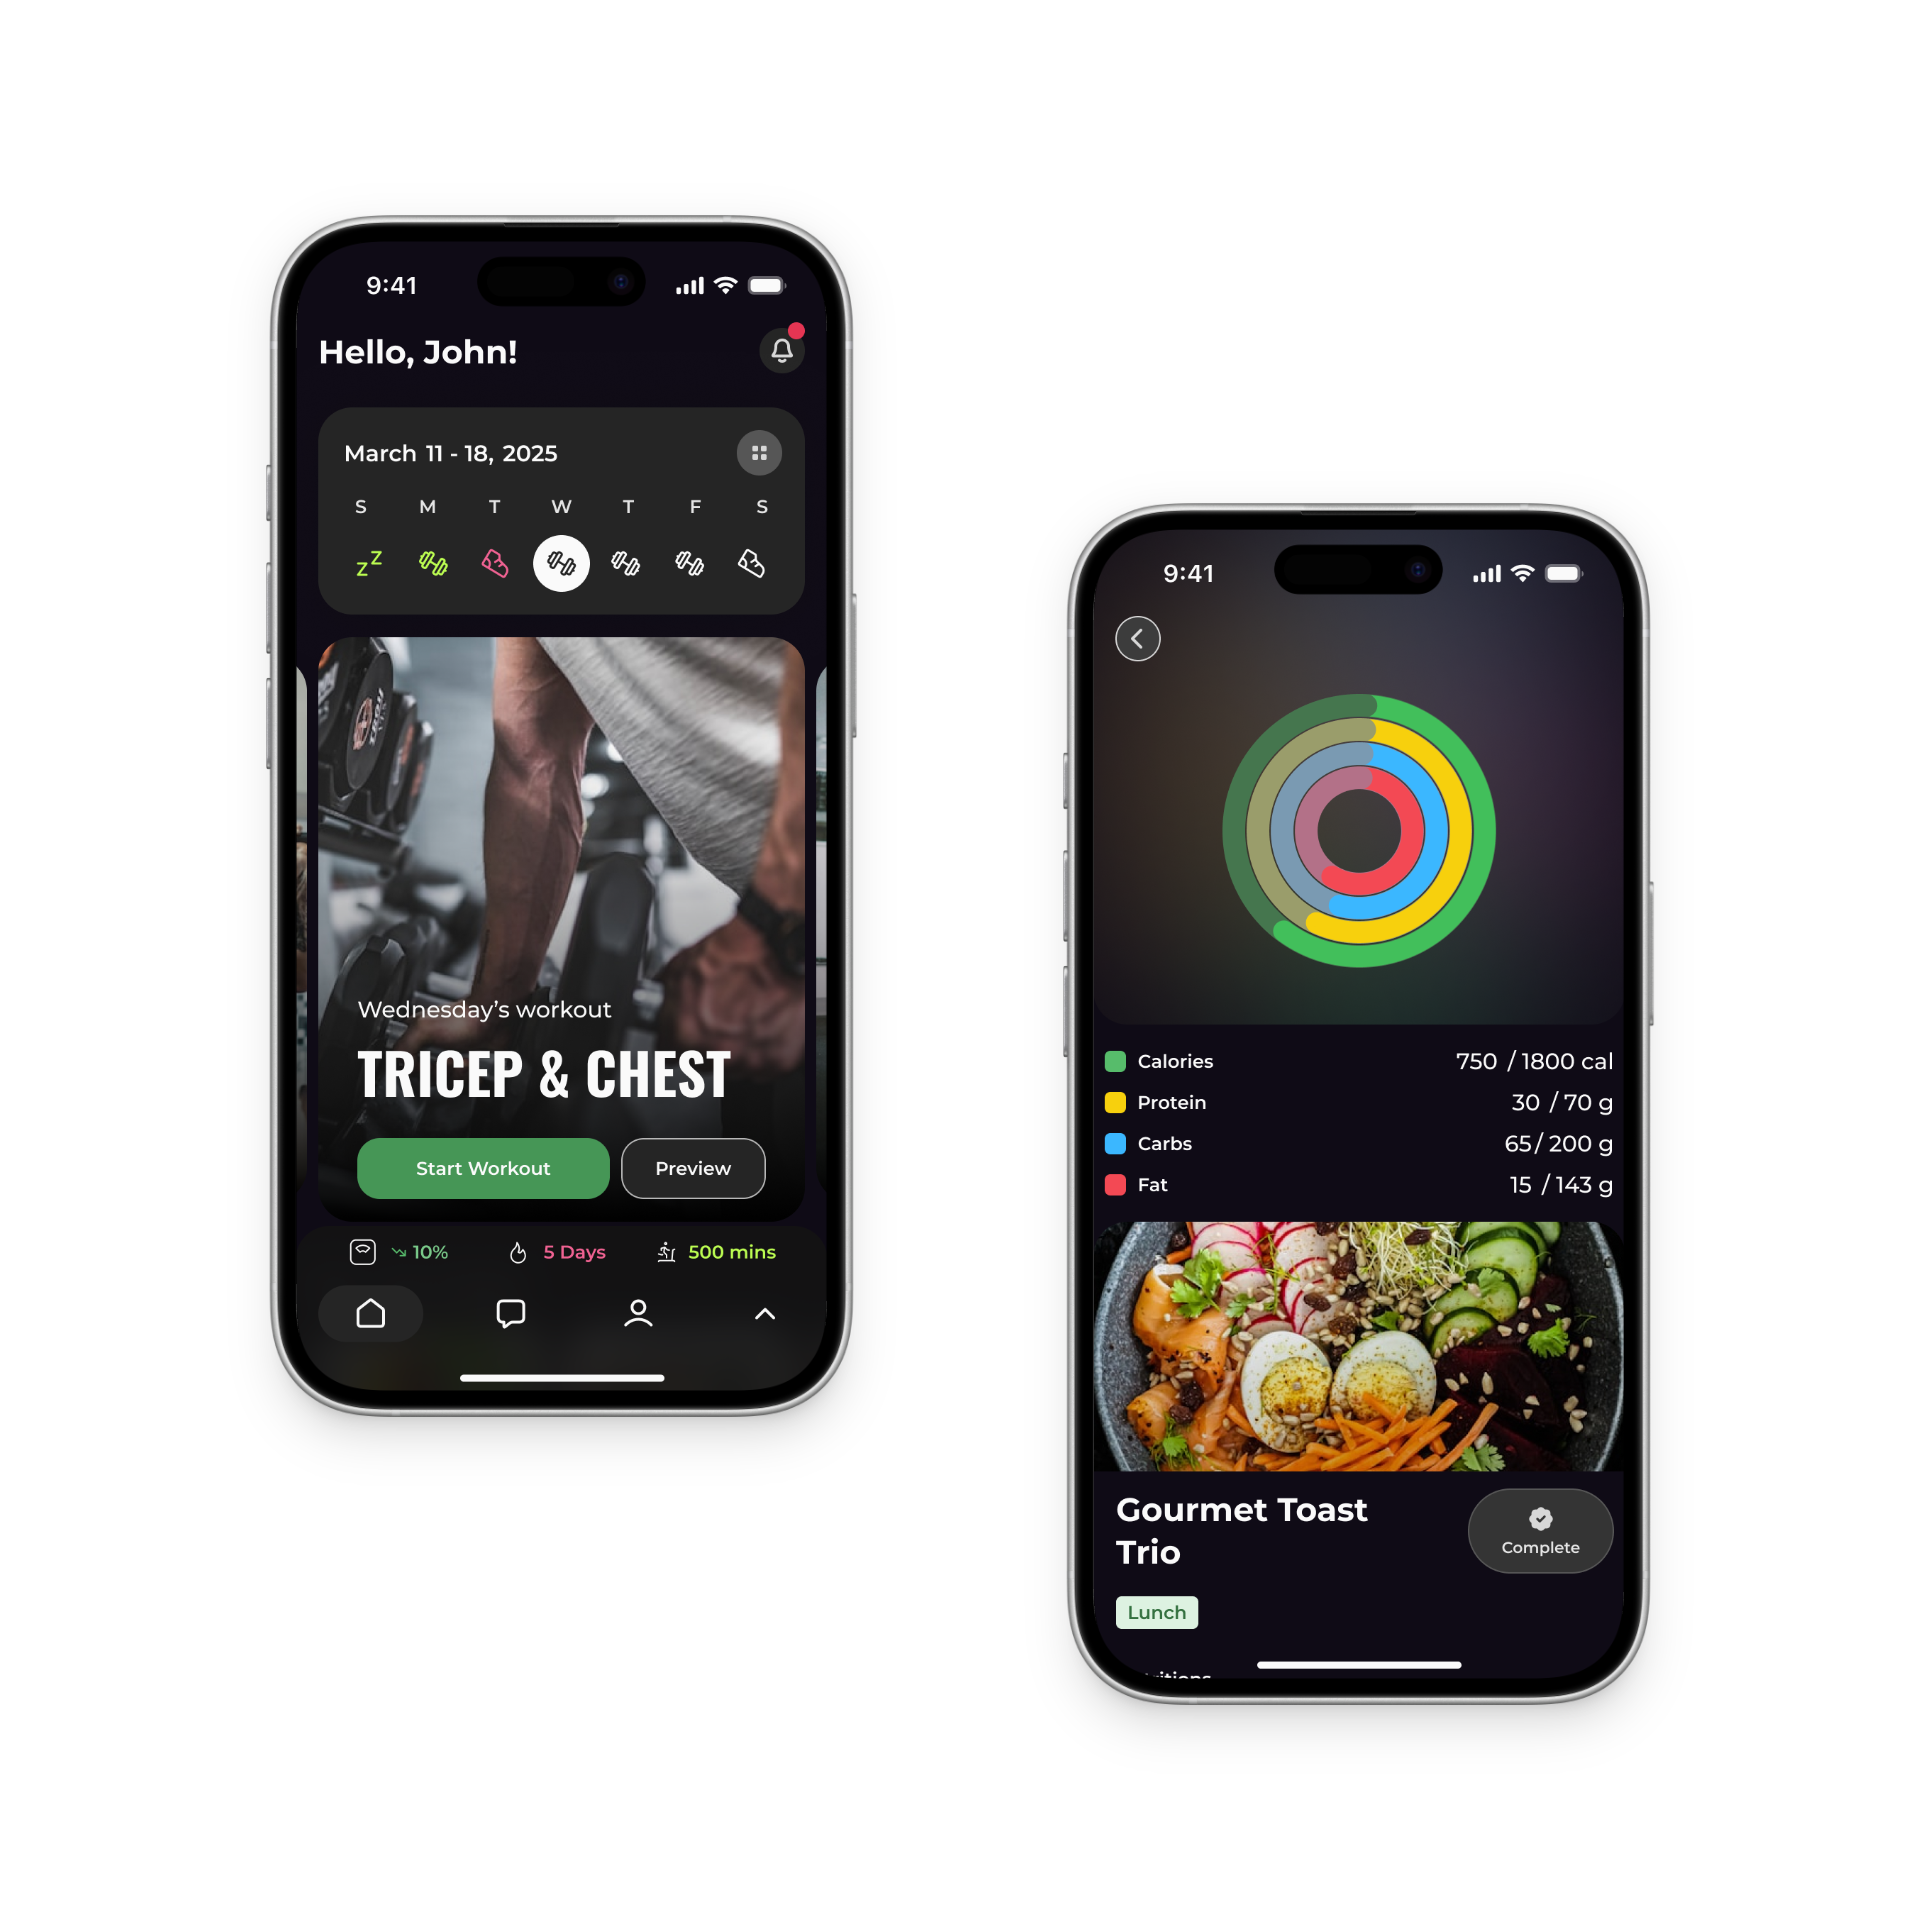 9:41
Hello, John!
March 11 - 18, 2025
S M T W T F S
zz
Wednesday’s workout
TRICEP & CHEST
Start Workout Preview
10% 5 Days 500 mins
9:41
Calories 750 / 1800 cal
Protein 30 / 70 g
Carbs 65 / 200 g
Fat 15 / 143 g
Gourmet Toast
Trio
Complete
Lunch